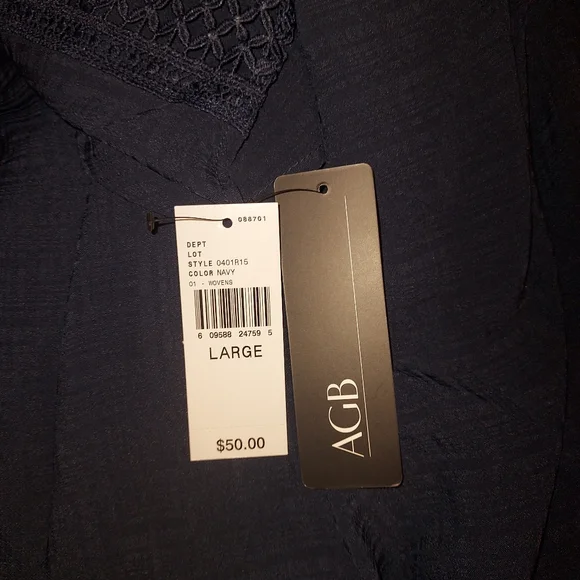 088701
DEPT
LOT
STYLE 0401R15
COLOR NAVY
01 - WOVENS
6 09588 24759 5
LARGE
$50.00
AGB